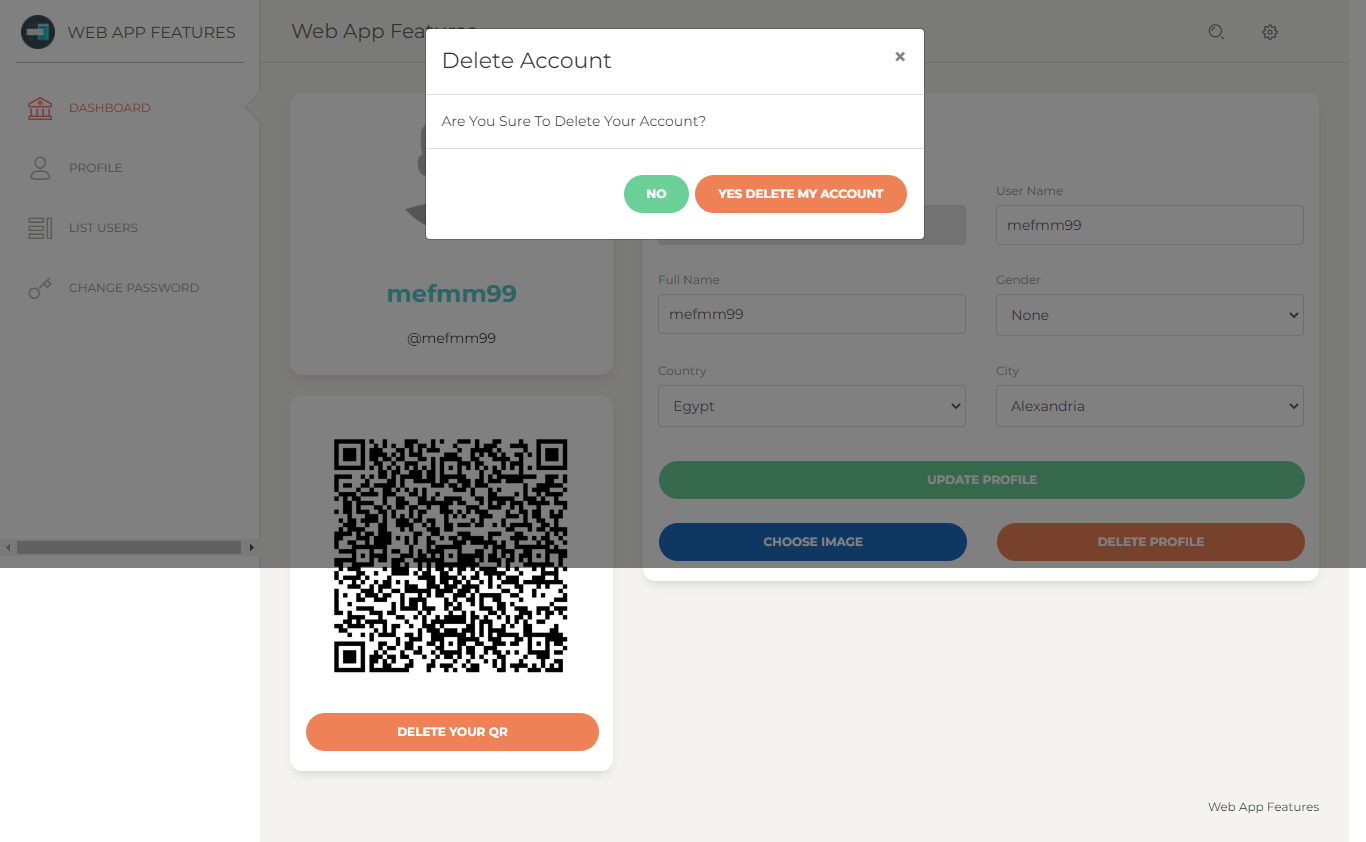 WEB APP FEATURES
DASHBOARD
PROFILE
LIST USERS
CHANGE PASSWORD
Web App Features
Delete Account
×
Are You Sure To Delete Your Account?
NO
YES DELETE MY ACCOUNT
mefmm99
@mefmm99
DELETE YOUR QR
User Name
mefmm99
Full Name
mefmm99
Gender
None
Country
Egypt
City
Alexandria
UPDATE PROFILE
CHOOSE IMAGE
DELETE PROFILE
Web App Features